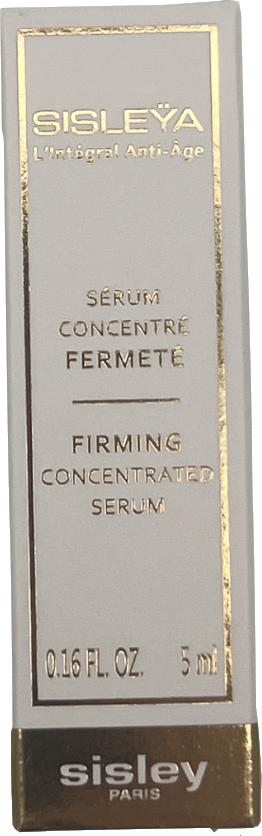 SISLEŸA
L'Intégral Anti-Âge
SÉRUM
CONCENTRÉ
FERMETÉ
FIRMING
CONCENTRATED
SERUM
0.16 FL. OZ. 5 ml
sisley
PARIS